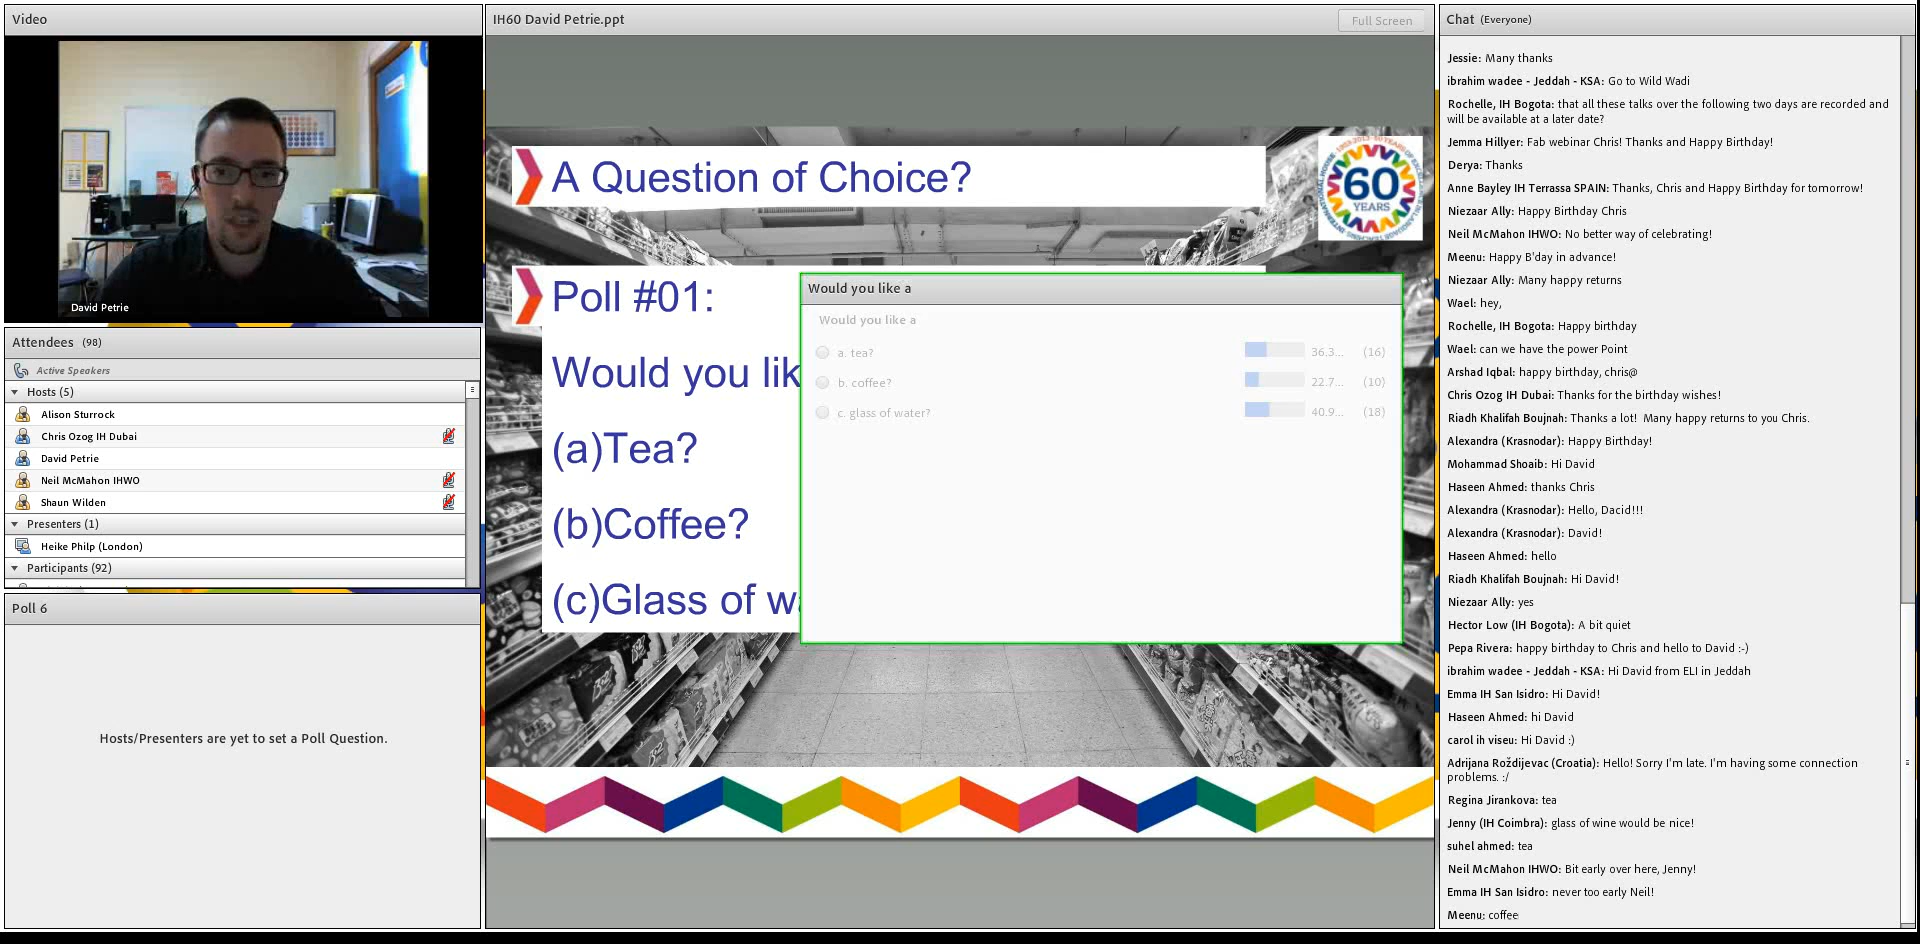 Video
David Petrie
Attendees (98)
Active Speakers
Hosts (5)
Alison Sturrock
Chris Ozog IH Dubai
David Petrie
Neil McMahon IHWO
Shaun Wilden
Presenters (1)
Heike Philp (London)
Participants (92)
Poll 6
Hosts/Presenters are yet to set a Poll Question.
IH60 David Petrie.ppt
Full Screen
A Question of Choice?
60
YEARS
Poll #01:
Would you lik
(a)Tea?
(b)Coffee?
(c)Glass of wa
Would you like a
Would you like a
a. tea? 36.3... (16)
b. coffee? 22.7... (10)
c. glass of water? 40.9... (18)
Chat (Everyone)
Jessie: Many thanks
ibrahim wadee - Jeddah - KSA: Go to Wild Wadi
Rochelle, IH Bogota: that all these talks over the following two days are recorded and
will be available at a later date?
Jemma Hillyer: Fab webinar Chris! Thanks and Happy Birthday!
Derya: Thanks
Anne Bayley IH Terrassa SPAIN: Thanks, Chris and Happy Birthday for tomorrow!
Niezaar Ally: Happy Birthday Chris
Neil McMahon IHWO: No better way of celebrating!
Meenu: Happy B'day in advance!
Niezaar Ally: Many happy returns
Wael: hey,
Rochelle, IH Bogota: Happy birthday
Wael: can we have the power Point
Arshad Iqbal: happy birthday, chris@
Chris Ozog IH Dubai: Thanks for the birthday wishes!
Riadh Khalifah Boujnah: Thanks a lot!  Many happy returns to you Chris.
Alexandra (Krasnodar): Happy Birthday!
Mohammad Shoaib: Hi David
Haseen Ahmed: thanks Chris
Alexandra (Krasnodar): Hello, Dacid!!!
Alexandra (Krasnodar): David!
Haseen Ahmed: hello
Riadh Khalifah Boujnah: Hi David!
Niezaar Ally: yes
Hector Low (IH Bogota): A bit quiet
Pepa Rivera: happy birthday to Chris and hello to David :-)
ibrahim wadee - Jeddah - KSA: Hi David from ELI in Jeddah
Emma IH San Isidro: Hi David!
Haseen Ahmed: hi David
carol ih viseu: Hi David :)
Adrijana Roždijevac (Croatia): Hello! Sorry I'm late. I'm having some connection
problems. :/
Regina Jirankova: tea
Jenny (IH Coimbra): glass of wine would be nice!
suhel ahmed: tea
Neil McMahon IHWO: Bit early over here, Jenny!
Emma IH San Isidro: never too early Neil!
Meenu: coffee